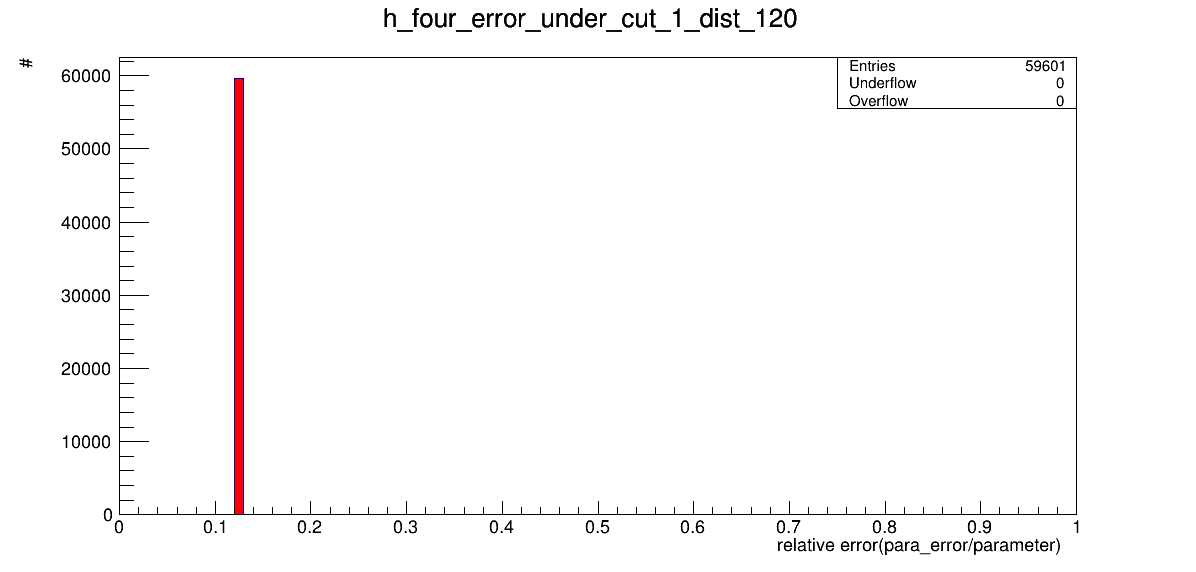 h_four_error_under_cut_1_dist_120
#
Entries 59601
Underflow 0
Overflow 0
60000
50000
40000
30000
20000
10000
0
0 0.1 0.2 0.3 0.4 0.5 0.6 0.7 0.8 0.9 1
relative error(para_error/parameter)